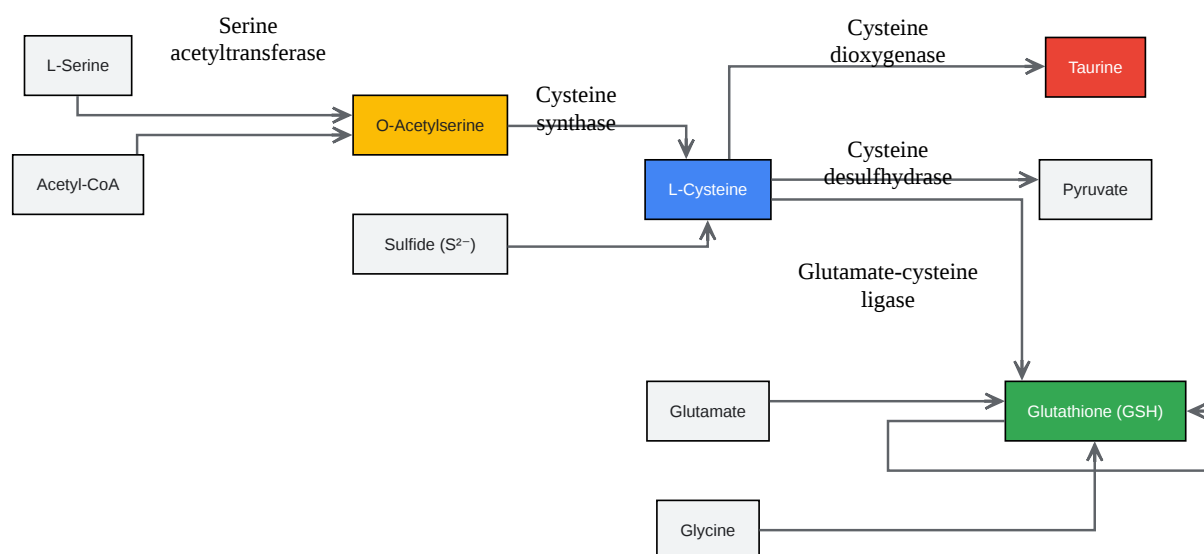 Serine
acetyltransferase
L-Serine
Acetyl-CoA
O-Acetylserine
Cysteine
synthase
Sulfide (S²⁻)
L-Cysteine
Cysteine
dioxygenase
Taurine
Cysteine
desulfhydrase
Pyruvate
Glutamate-cysteine
ligase
Glutamate
Glutathione (GSH)
Glycine